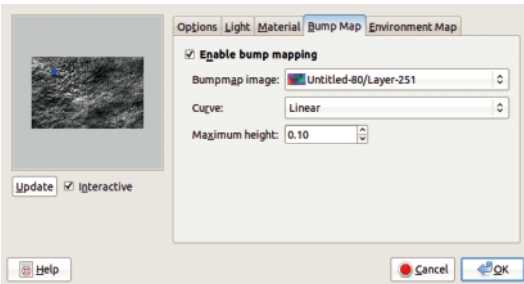 Options Light Material Bump Map Environment Map
Enable bump mapping
Bumpmap image: Untitled-80/Layer-251
Curve: Linear
Maximum height: 0.10
Update Interactive
Help Cancel OK